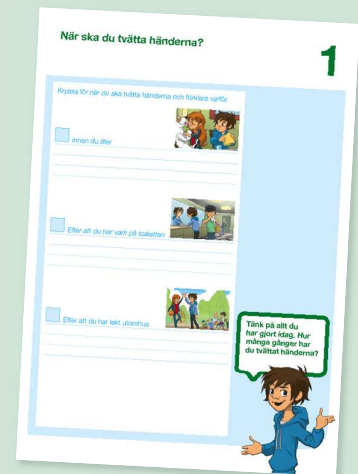 När ska du tvätta händerna?
1
Kryssa för när du ska tvätta händerna och förklara varför.
Innan du äter
Efter att du har varit på toaletten
Efter att du har lekt utomhus
Tänk på allt du
har gjort idag. Hur
många gånger har
du tvättat händerna?